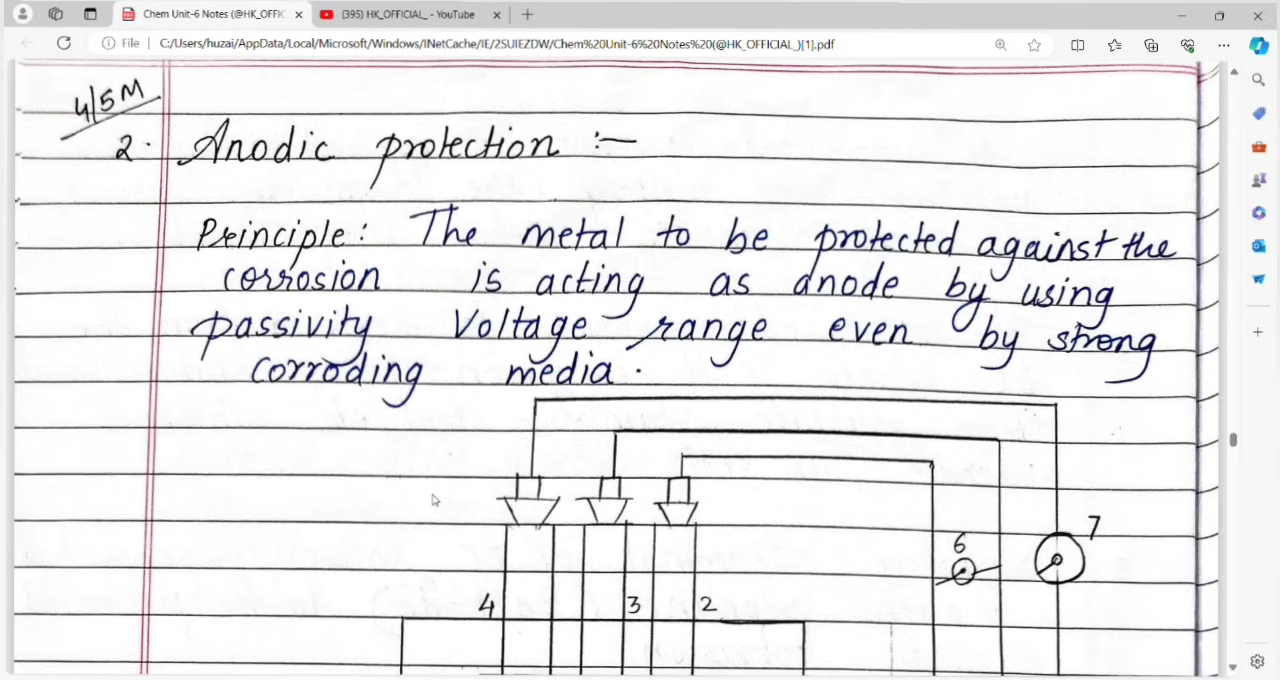 Chem Unit-6 Notes (@HK_OFFIC
(395) HK_OFFICIAL_ - YouTube
File
C:/Users/huzai/AppData/Local/Microsoft/Windows/INetCache/IE/2SUIEZDW/Chem%20Unit-6%20Notes%20(@HK_OFFICIAL_)[1].pdf
4/5M
2. Anodic protection :-
Principle: The metal to be protected against the
corrosion is acting as anode by using
passivity Voltage range even by strong
corroding media.
7
6
4 3 2